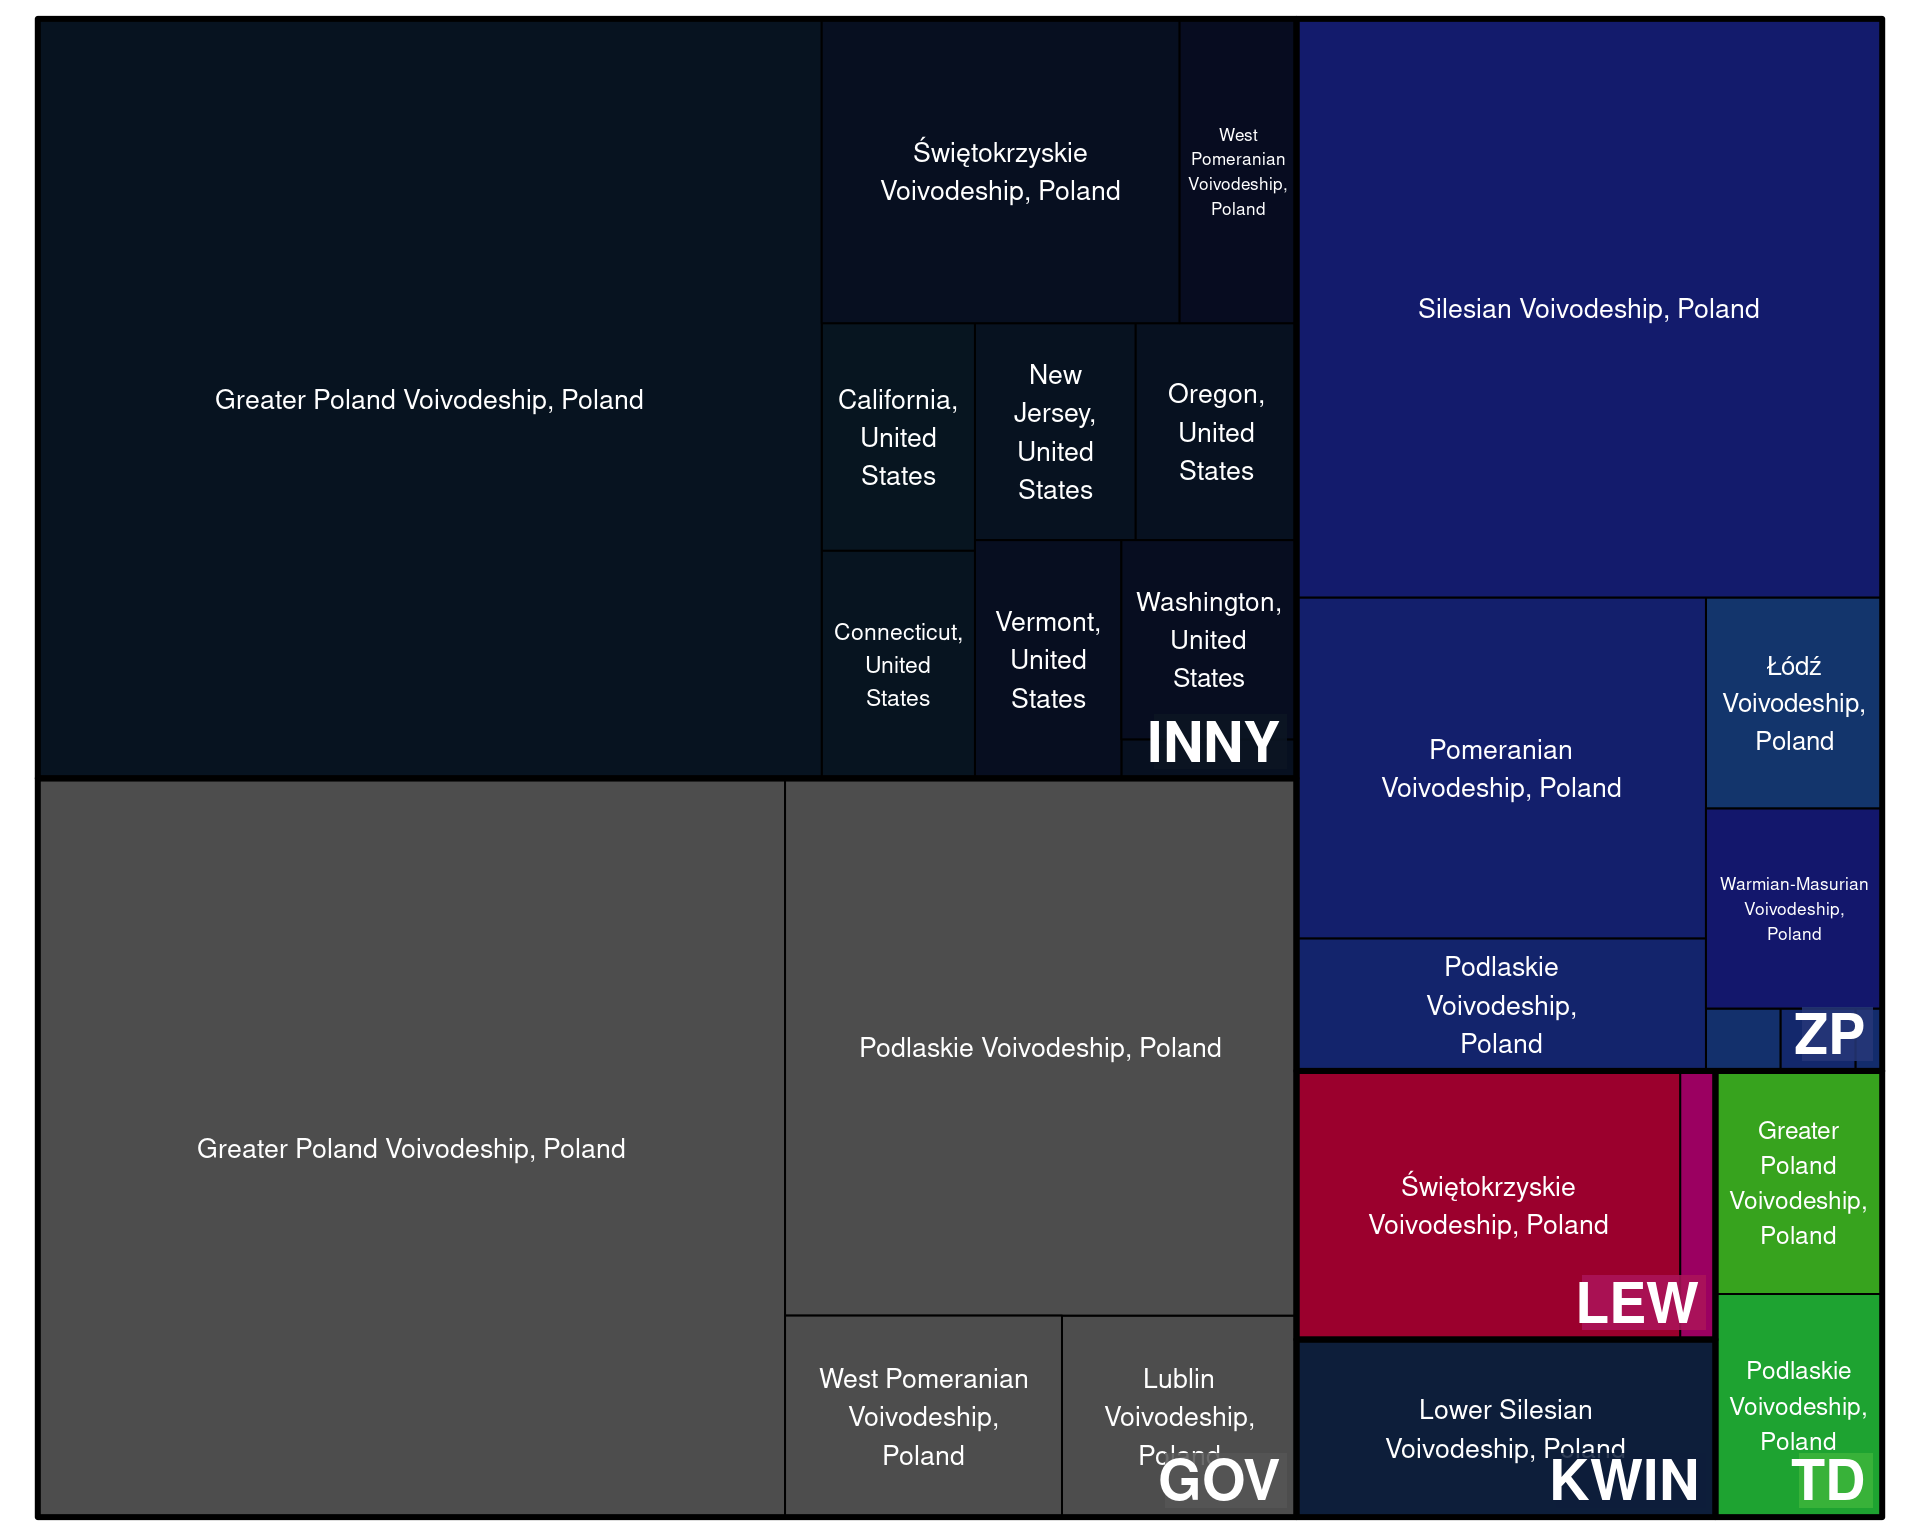 Greater Poland Voivodeship, Poland
Świętokrzyskie
Voivodeship, Poland
West
Pomeranian
Voivodeship,
Poland
California,
United
States
New
Jersey,
United
States
Oregon,
United
States
Connecticut,
United
States
Vermont,
United
States
Washington,
United
States
INNY
Greater Poland Voivodeship, Poland
Podlaskie Voivodeship, Poland
West Pomeranian
Voivodeship,
Poland
Lublin
Voivodeship,
Poland
GOV
Silesian Voivodeship, Poland
Pomeranian
Voivodeship, Poland
Łódź
Voivodeship,
Poland
Warmian-Masurian
Voivodeship,
Poland
Podlaskie
Voivodeship,
Poland
ZP
Świętokrzyskie
Voivodeship, Poland
LEW
Greater
Poland
Voivodeship,
Poland
Lower Silesian
Voivodeship, Poland
KWIN
Podlaskie
Voivodeship,
Poland
TD